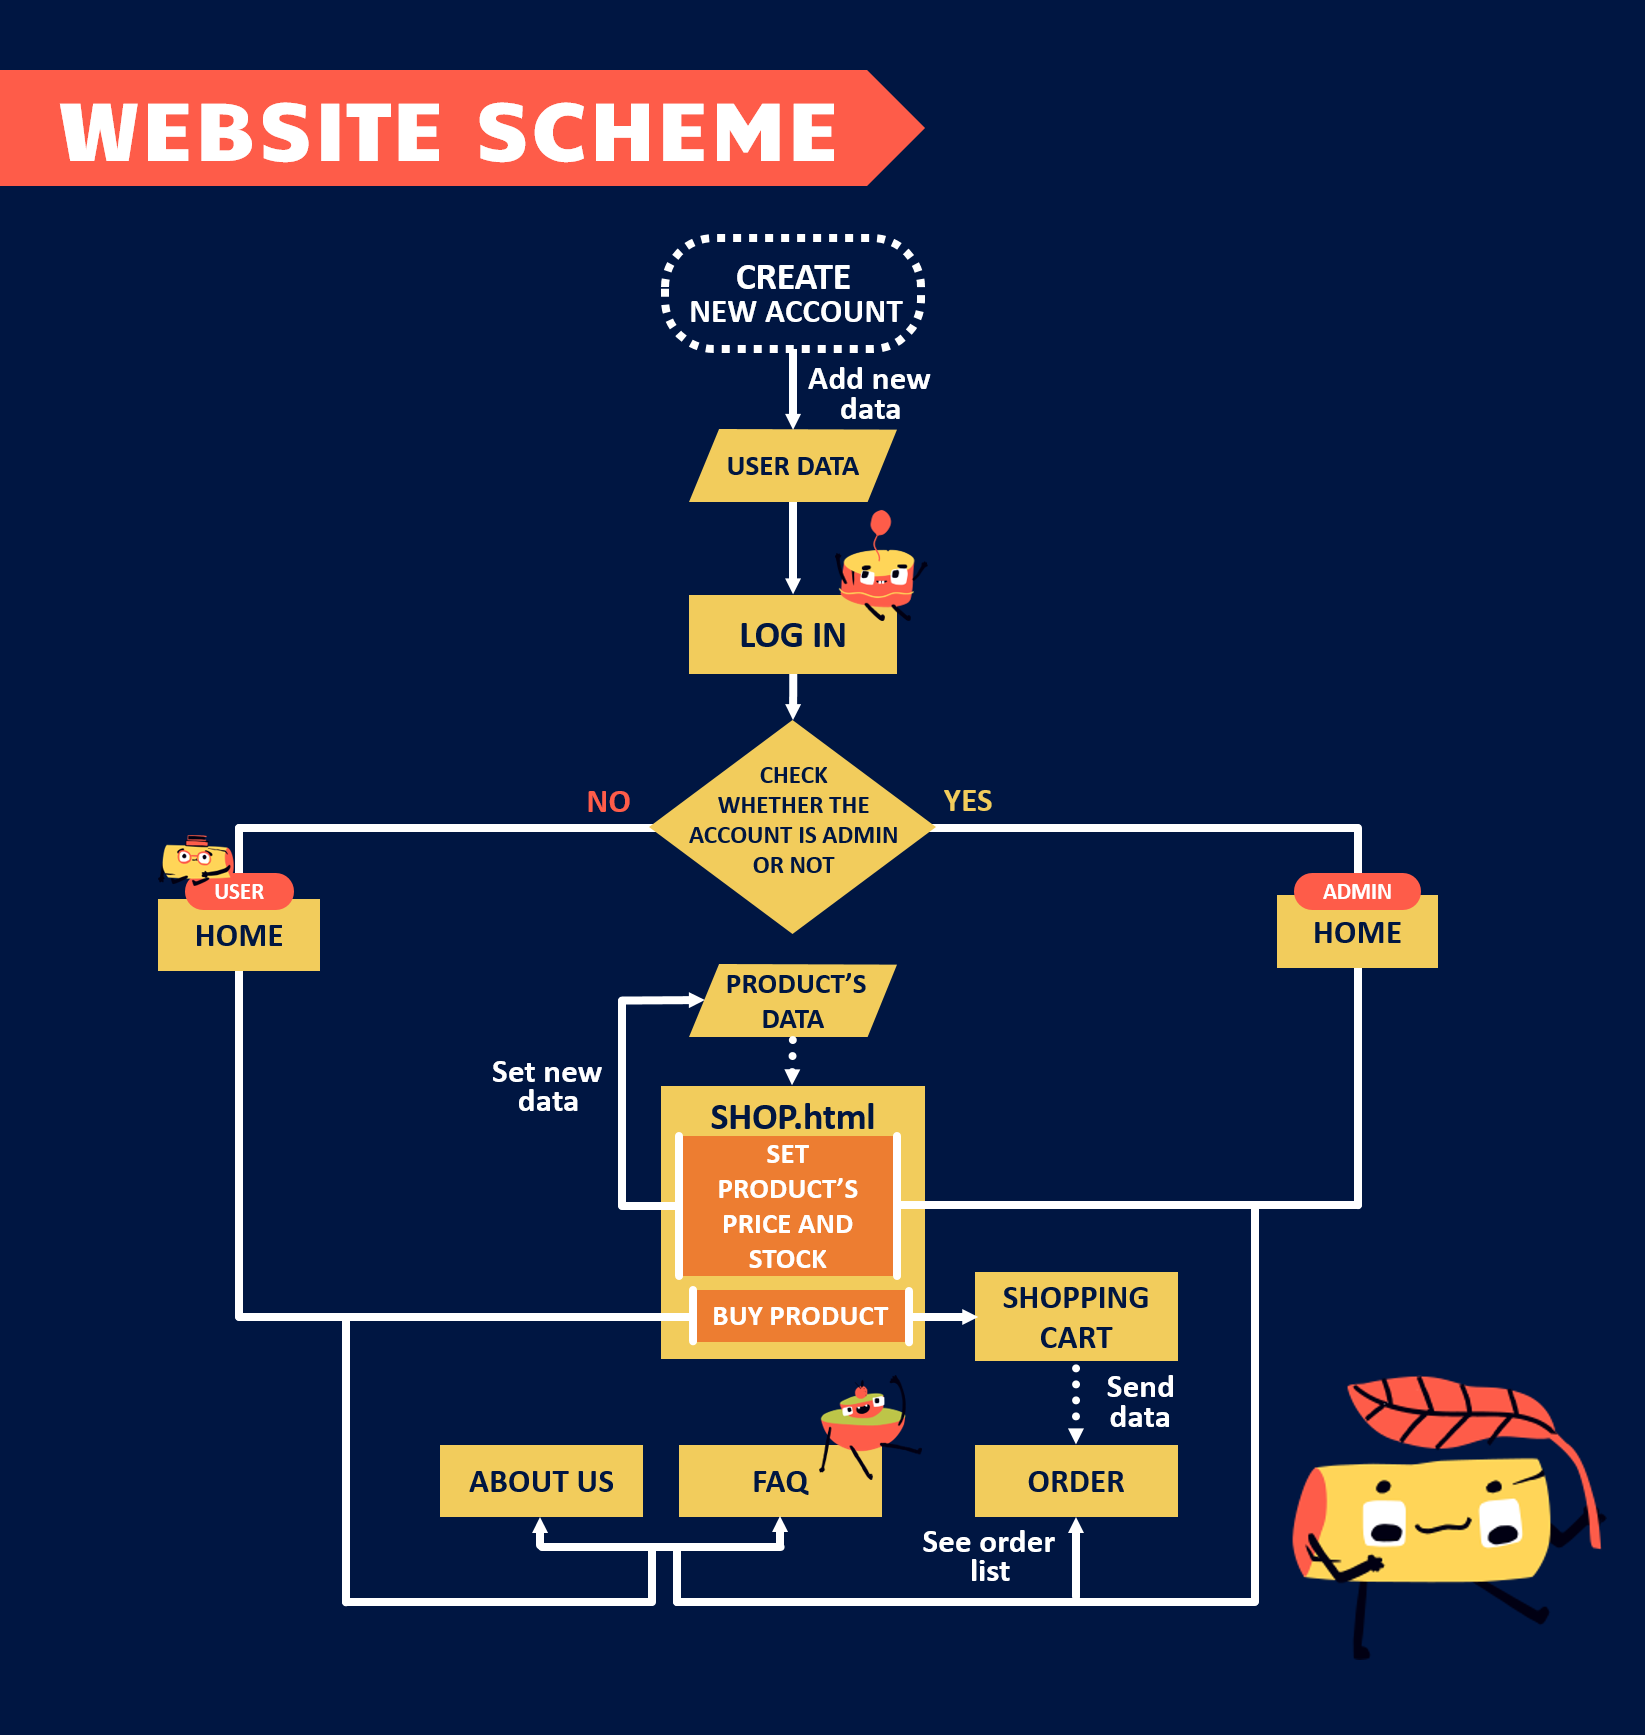 WEBSITE SCHEME
CREATE
NEW ACCOUNT
Add new
data
USER DATA
LOG IN
CHECK
WHETHER THE
ACCOUNT IS ADMIN
OR NOT
NO
YES
USER
HOME
ADMIN
HOME
PRODUCT’S
DATA
Set new
data
SHOP.html
SET
PRODUCT’S
PRICE AND
STOCK
BUY PRODUCT
SHOPPING
CART
Send
data
ABOUT US
FAQ
ORDER
See order
list